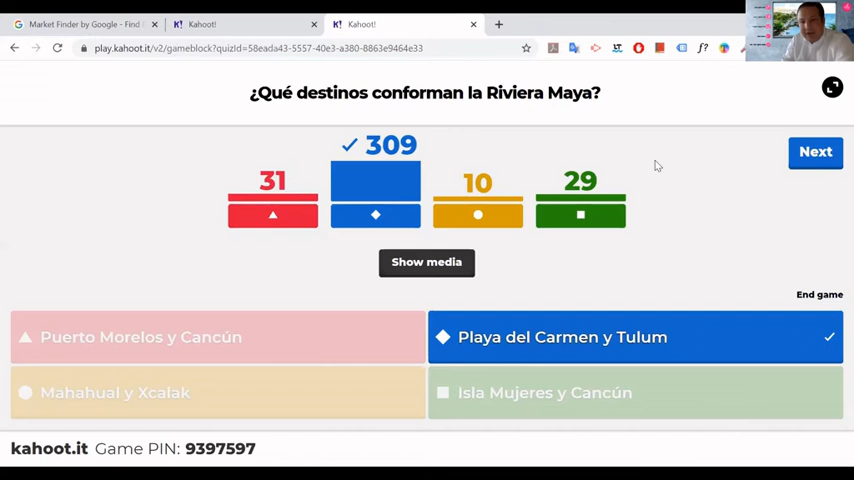 Market Finder by Google - Find
Kahoot!
Kahoot!
play.kahoot.it/v2/gameblock?quizId=58eada43-5557-40e3-a380-8863e9464e33
¿Qué destinos conforman la Riviera Maya?
31
309
10
29
Next
Show media
End game
Puerto Morelos y Cancún
Playa del Carmen y Tulum
Mahahual y Xcalak
Isla Mujeres y Cancún
kahoot.it Game PIN: 9397597